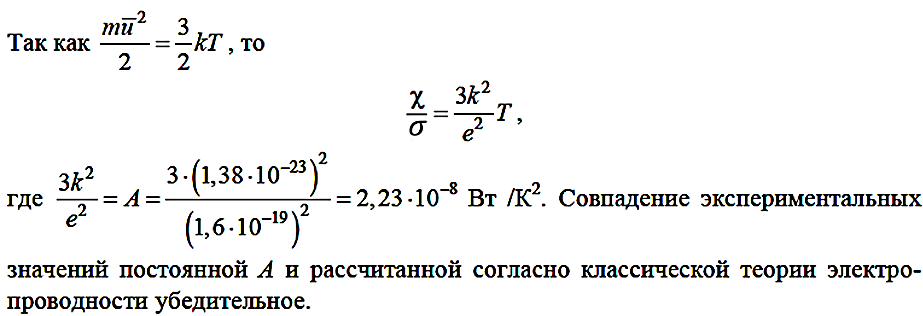 Так как $\frac{m\overline{u}^{2}}{2}=\frac{3}{2}kT$ , то
$\frac{\chi}{\sigma}=\frac{3k^{2}}{e^{2}}T$ ,
где $\frac{3k^{2}}{e^{2}}=A=\frac{3\cdot\left(1,38\cdot10^{-23}\right)^{2}}{\left(1,6\cdot10^{-19}\right)^{2}}=2,23\cdot10^{-8}$ Вт /К$^{2}$. Совпадение экспериментальных
значений постоянной $A$ и рассчитанной согласно классической теории электро-
проводности убедительное.